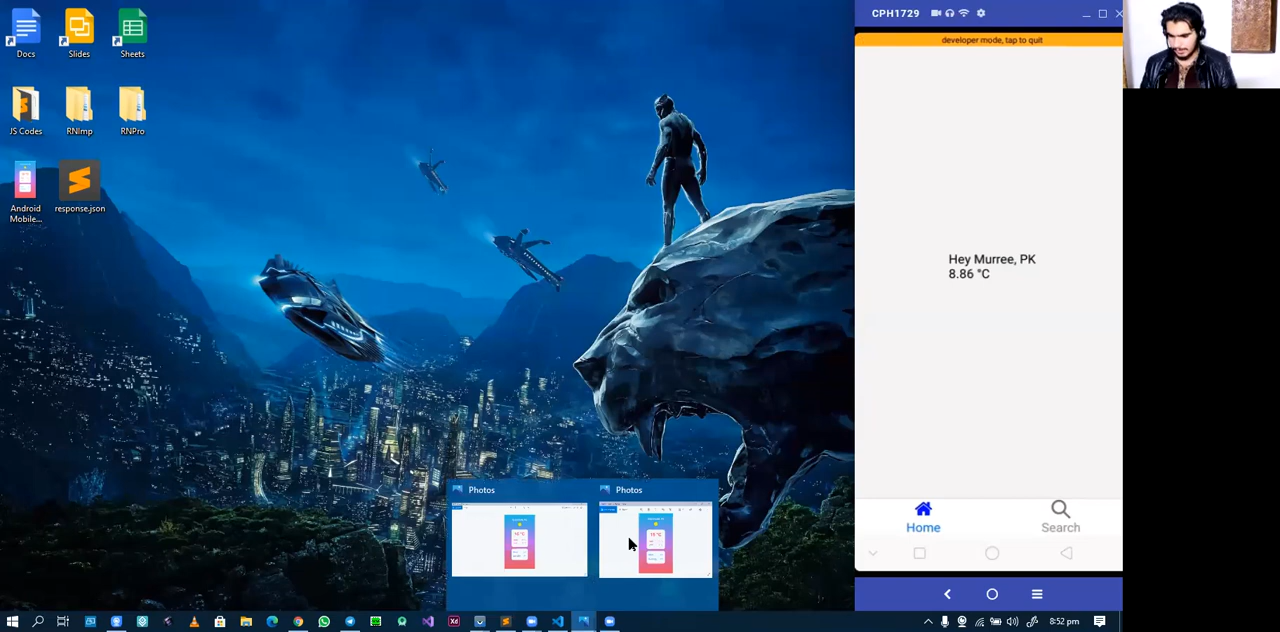 Docs
Slides
Sheets
JS Codes
RNImp
RNPro
Android
Mobile...
response.json
Photos
Photos
CPH1729
developer mode, tap to quit
Hey Murree, PK
8.86 °C
Home
Search
8:52 pm